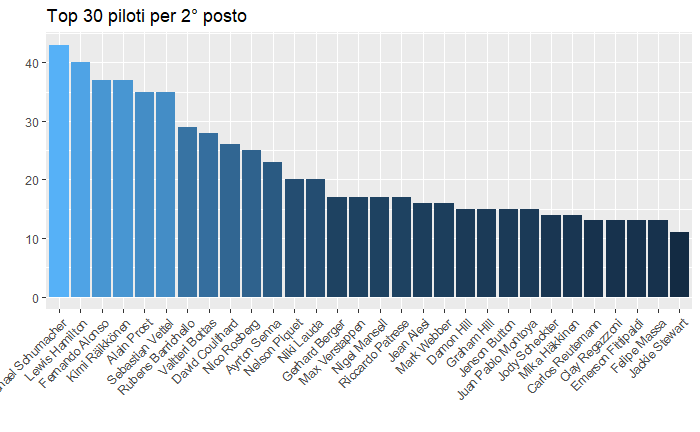 Top 30 piloti per 2° posto
40
30
20
10
0
hael Schumacher
Lewis Hamilton
Fernando Alonso
Kimi Räikkönen
Alain Prost
Sebastian Vettel
Rubens Barrichello
Valtteri Bottas
David Coulthard
Nico Rosberg
Ayrton Senna
Nelson Piquet
Niki Lauda
Gerhard Berger
Max Verstappen
Nigel Mansell
Riccardo Patrese
Jean Alesi
Mark Webber
Damon Hill
Graham Hill
Jenson Button
Juan Pablo Montoya
Jody Scheckter
Mika Häkkinen
Carlos Reutemann
Clay Regazzoni
Emerson Fittipaldi
Felipe Massa
Jackie Stewart